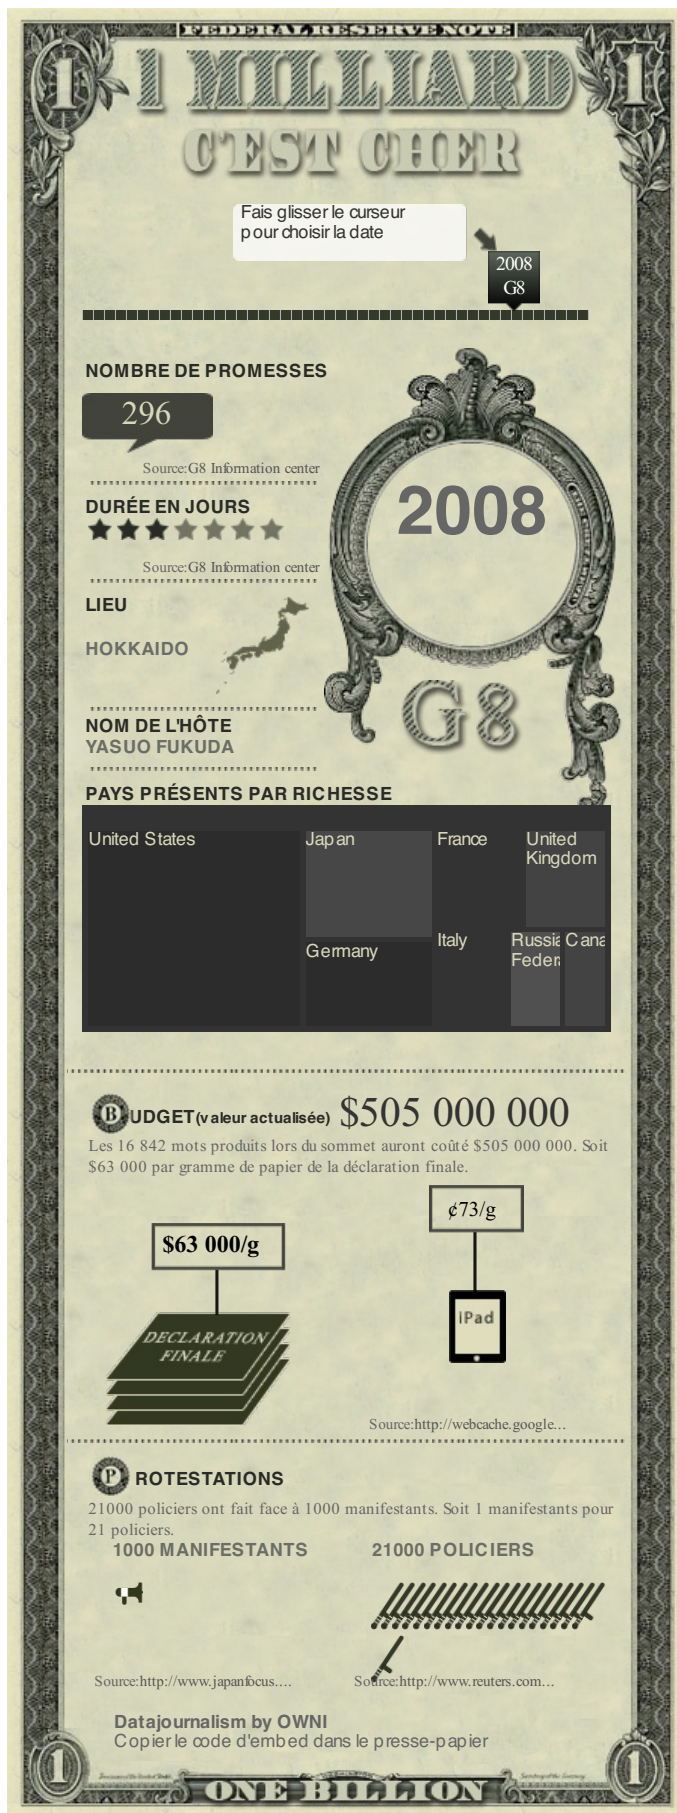 FEDERAL RESERVE NOTE
1
1
1 MILLIARD
C'EST CHER
Fais glisser le curseur
pour choisir la date
2008
G8
NOMBRE DE PROMESSES
296
Source:G8 Information center
DURÉE EN JOURS
Source:G8 Information center
LIEU
HOKKAIDO
NOM DE L'HÔTE
YASUO FUKUDA
2008
G8
PAYS PRÉSENTS PAR RICHESSE
United States
Japan
Germany
France
Italy
United
Kingdom
Russia
Feder
Cana
BUDGET(valeur actualisée) $505 000 000
Les 16 842 mots produits lors du sommet auront coûté $505 000 000. Soit
$63 000 par gramme de papier de la déclaration finale.
$63 000/g
DECLARATION
FINALE
¢73/g
iPad
Source:http://webcache.google...
PROTESTATIONS
21000 policiers ont fait face à 1000 manifestants. Soit 1 manifestants pour
21 policiers.
1000 MANIFESTANTS
21000 POLICIERS
Source:http://www.japanfocus....
Source:http://www.reuters.com...
Datajournalism by OWNI
Copier le code d'embed dans le presse-papier
1
1
ONE BILLION